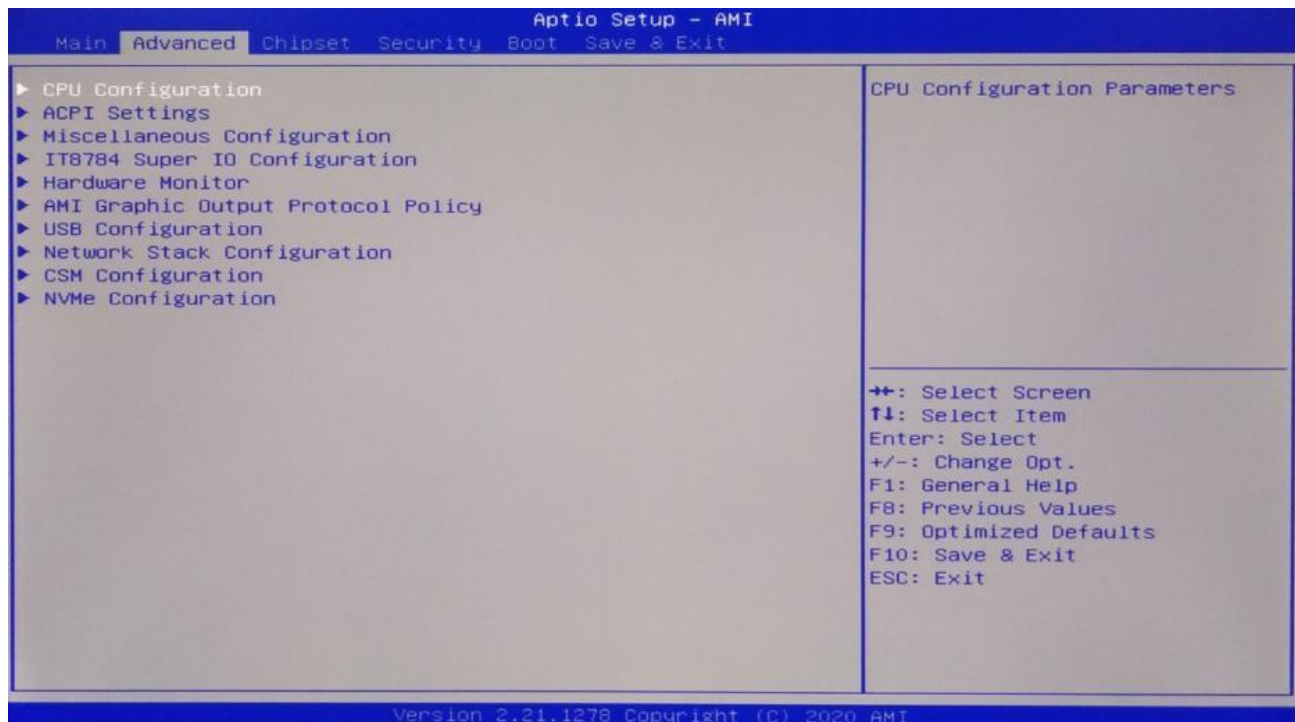 Aptio Setup – AMI
Main Advanced Chipset Security Boot Save & Exit
▶ CPU Configuration
▶ ACPI Settings
▶ Miscellaneous Configuration
▶ IT8784 Super IO Configuration
▶ Hardware Monitor
▶ AMI Graphic Output Protocol Policy
▶ USB Configuration
▶ Network Stack Configuration
▶ CSM Configuration
▶ NVMe Configuration
CPU Configuration Parameters
→←: Select Screen
↑↓: Select Item
Enter: Select
+/-: Change Opt.
F1: General Help
F8: Previous Values
F9: Optimized Defaults
F10: Save & Exit
ESC: Exit
Version 2.21.1278 Copyright (C) 2020 AMI